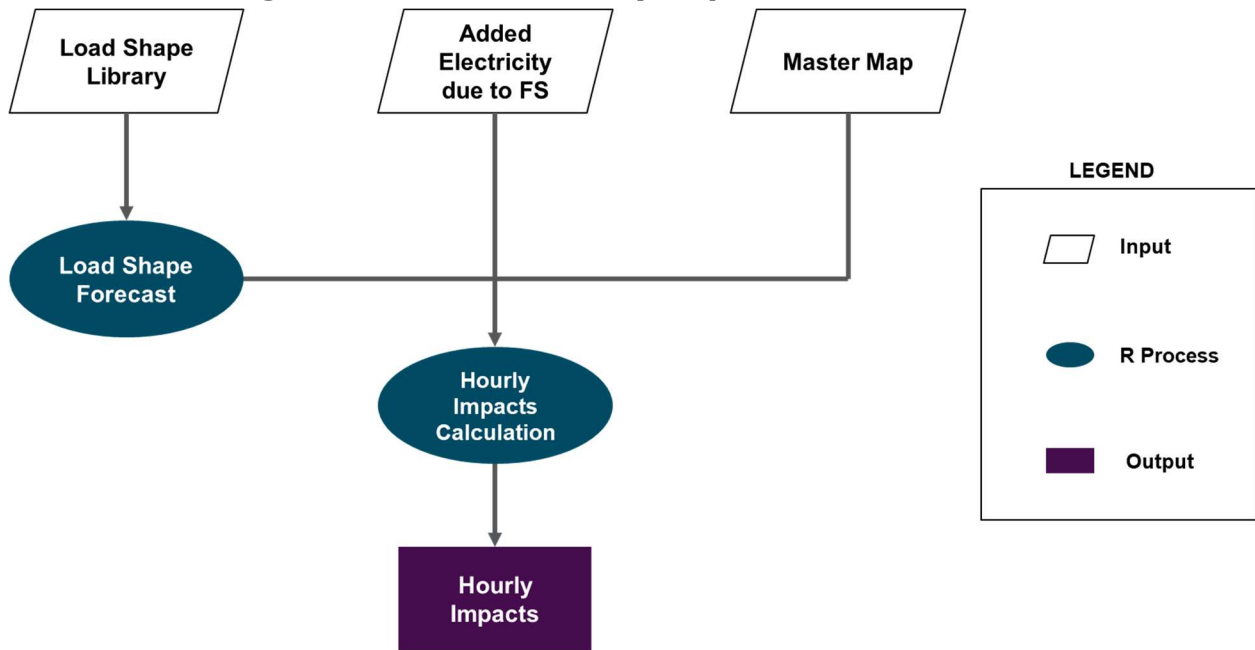 Load Shape
Library
Added
Electricity
due to FS
Master Map
LEGEND
Input
Load Shape
Forecast
R Process
Hourly
Impacts
Calculation
Output
Hourly
Impacts